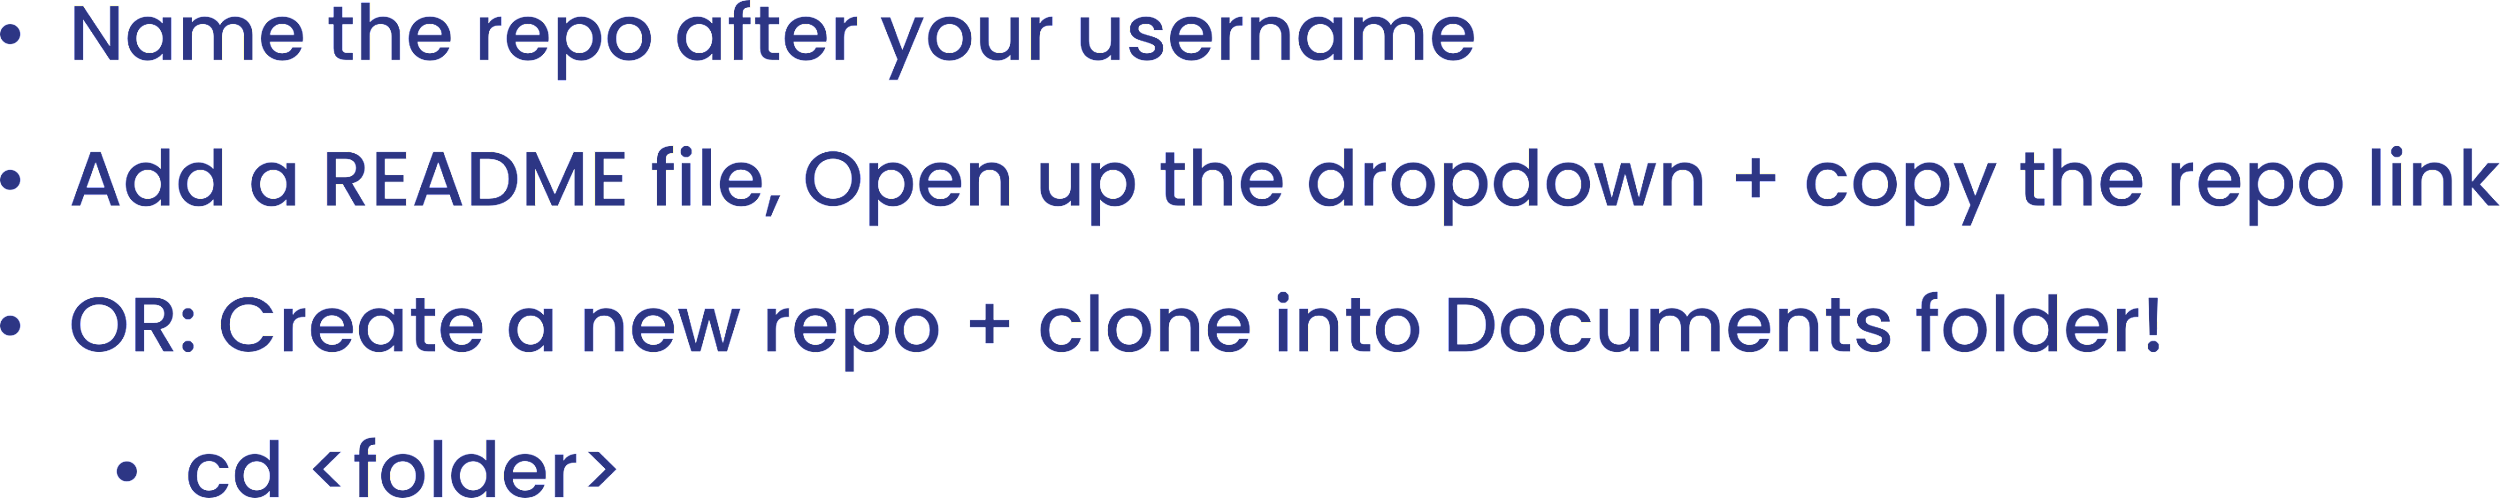 • Name the repo after your username
• Add a README file, open up the dropdown + copy the repo link
• OR: Create a new repo + clone into Documents folder!
• cd <folder>